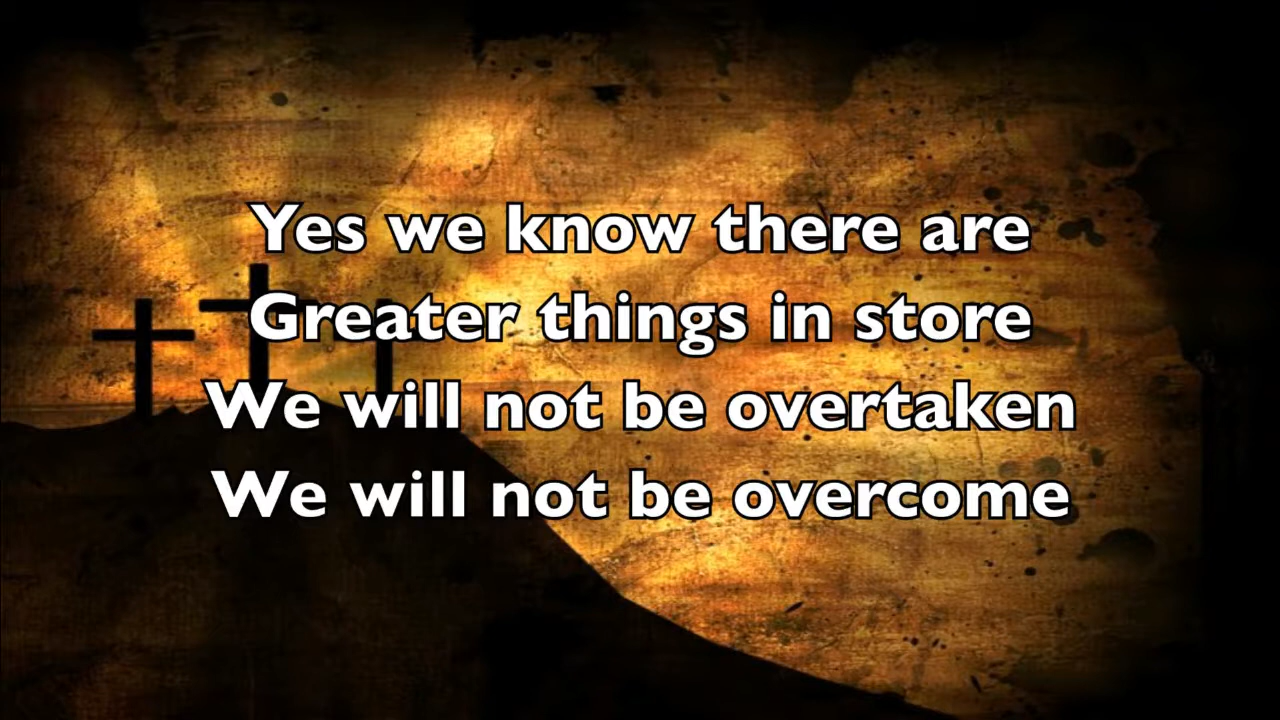 Yes we know there are
Greater things in store
We will not be overtaken
We will not be overcome